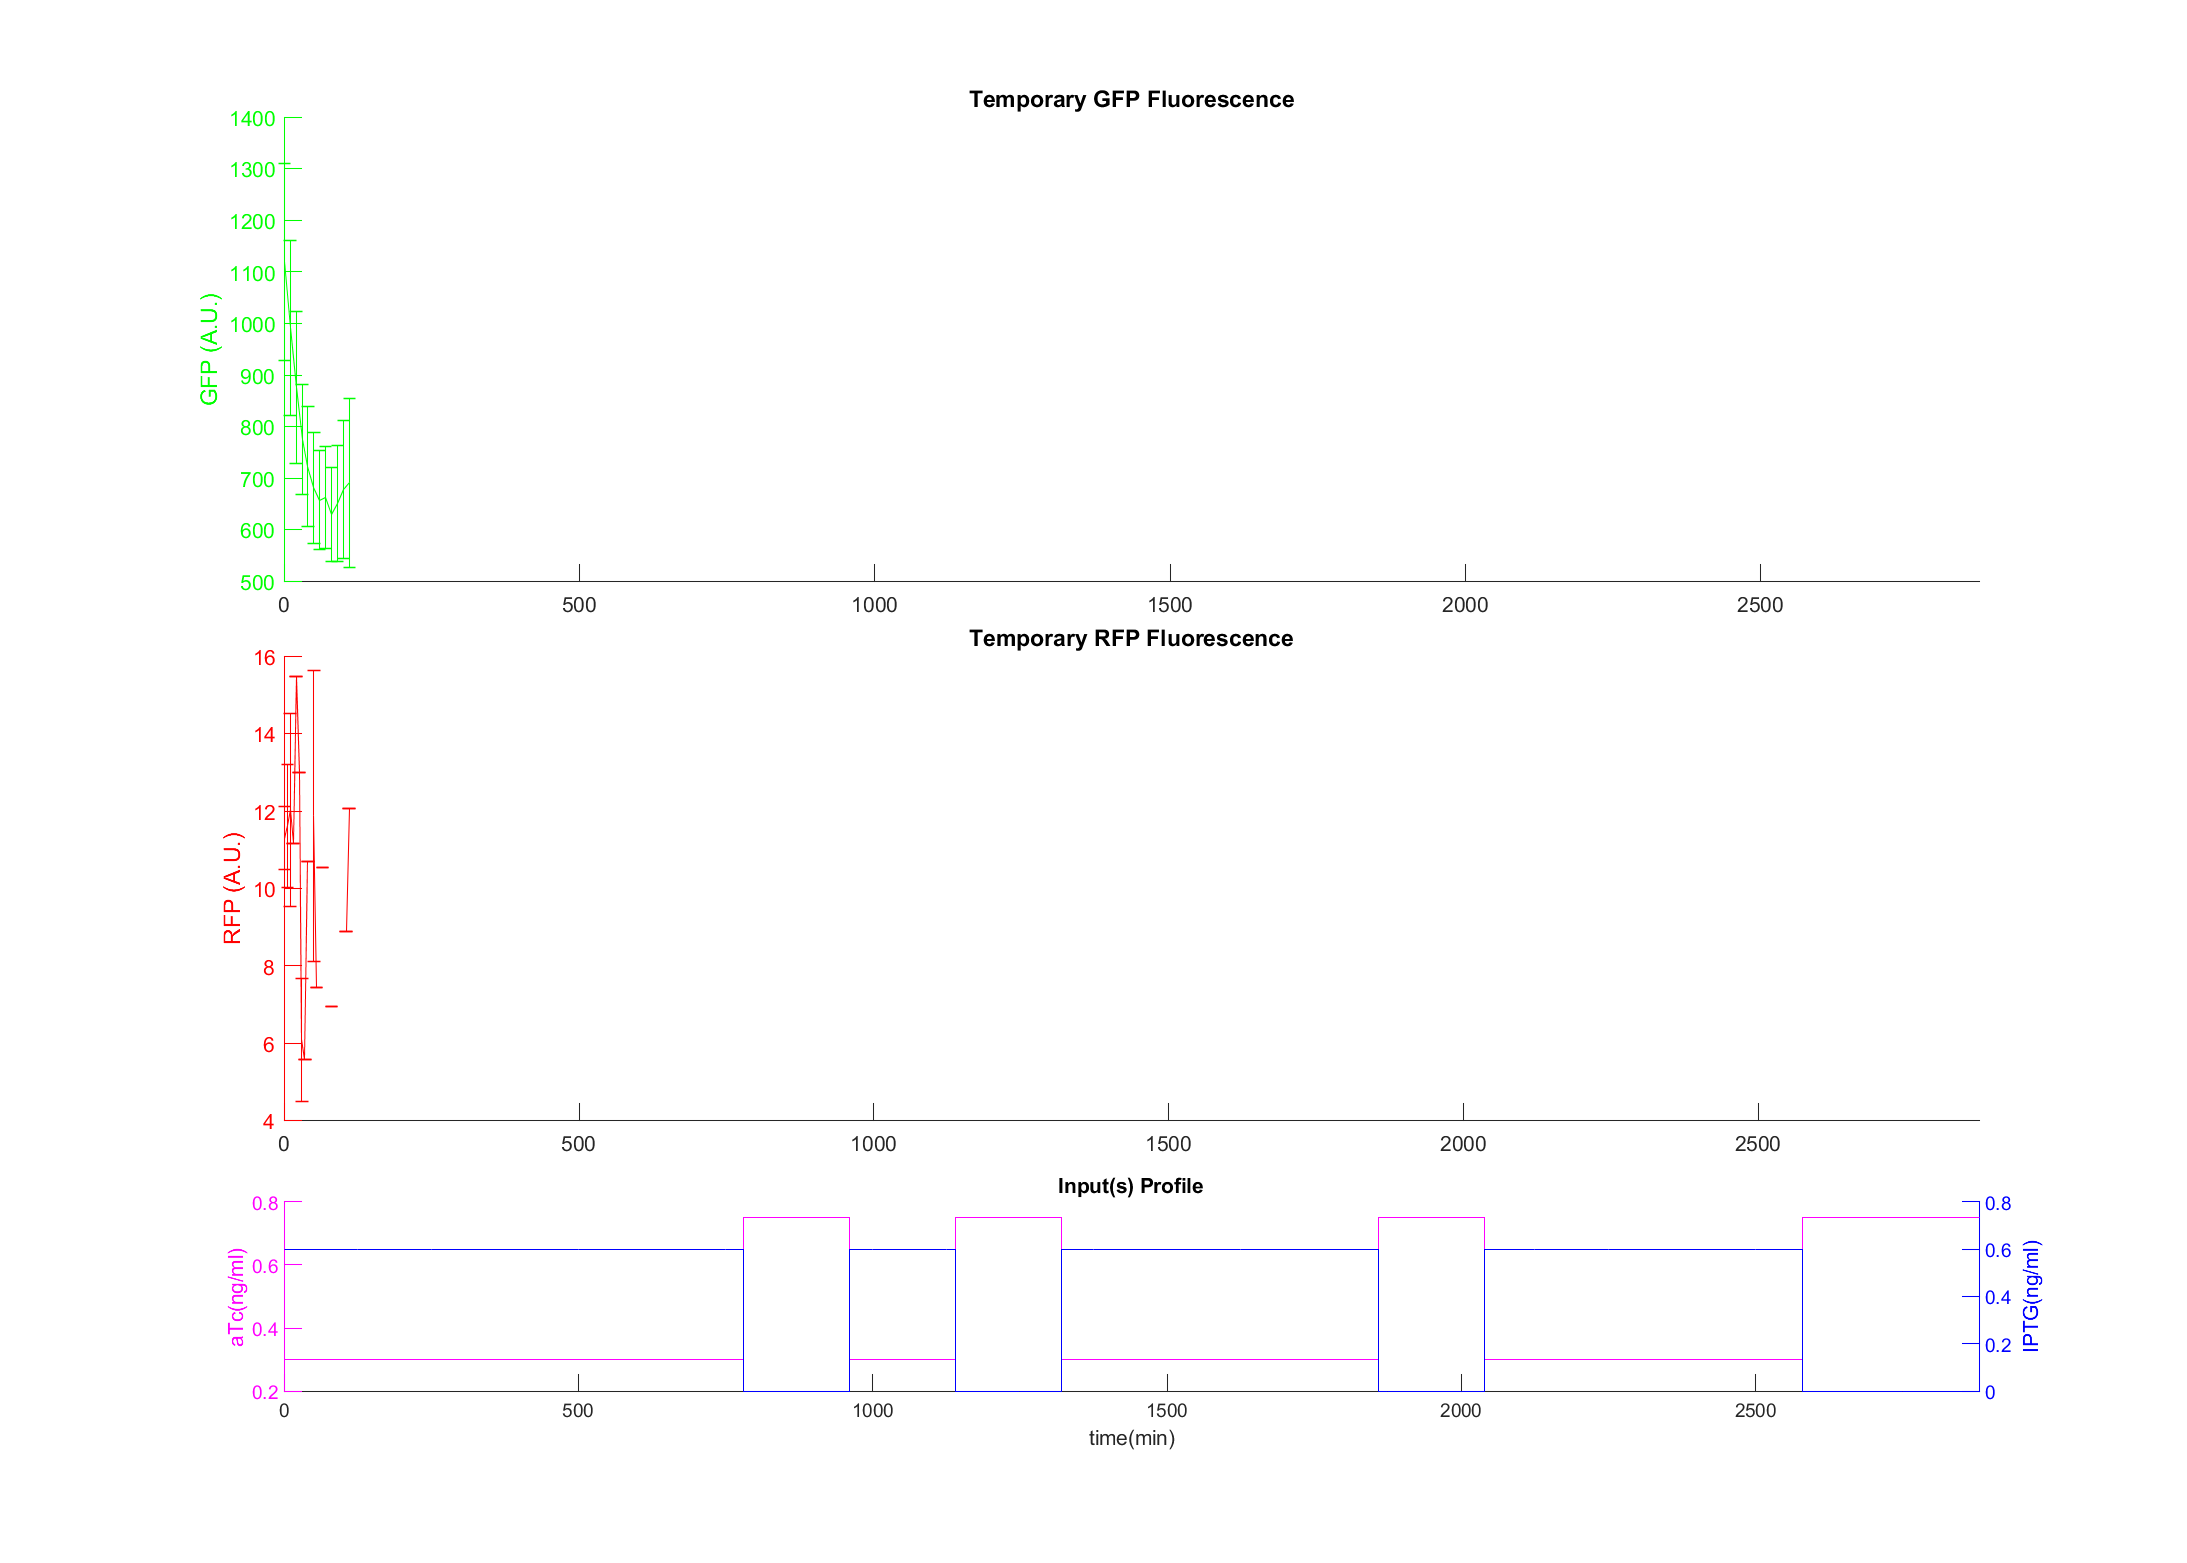 Temporary GFP Fluorescence
1400
1300
1200
1100
1000
900
800
700
600
500
GFP (A.U.)
0 500 1000 1500 2000 2500
Temporary RFP Fluorescence
16
14
12
10
8
6
4
RFP (A.U.)
0 500 1000 1500 2000 2500
Input(s) Profile
0.8
0.6
0.4
0.2
aTc(ng/ml)
0.8
0.6
0.4
0.2
0
IPTG(ng/ml)
0 500 1000 1500 2000 2500
time(min)